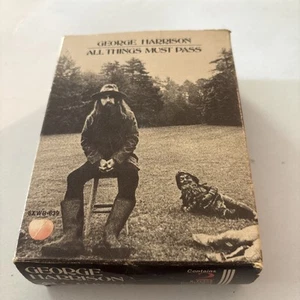 GEORGE HARRISON
ALL THINGS MUST PASS
GEORGE
HARRISON
Contains